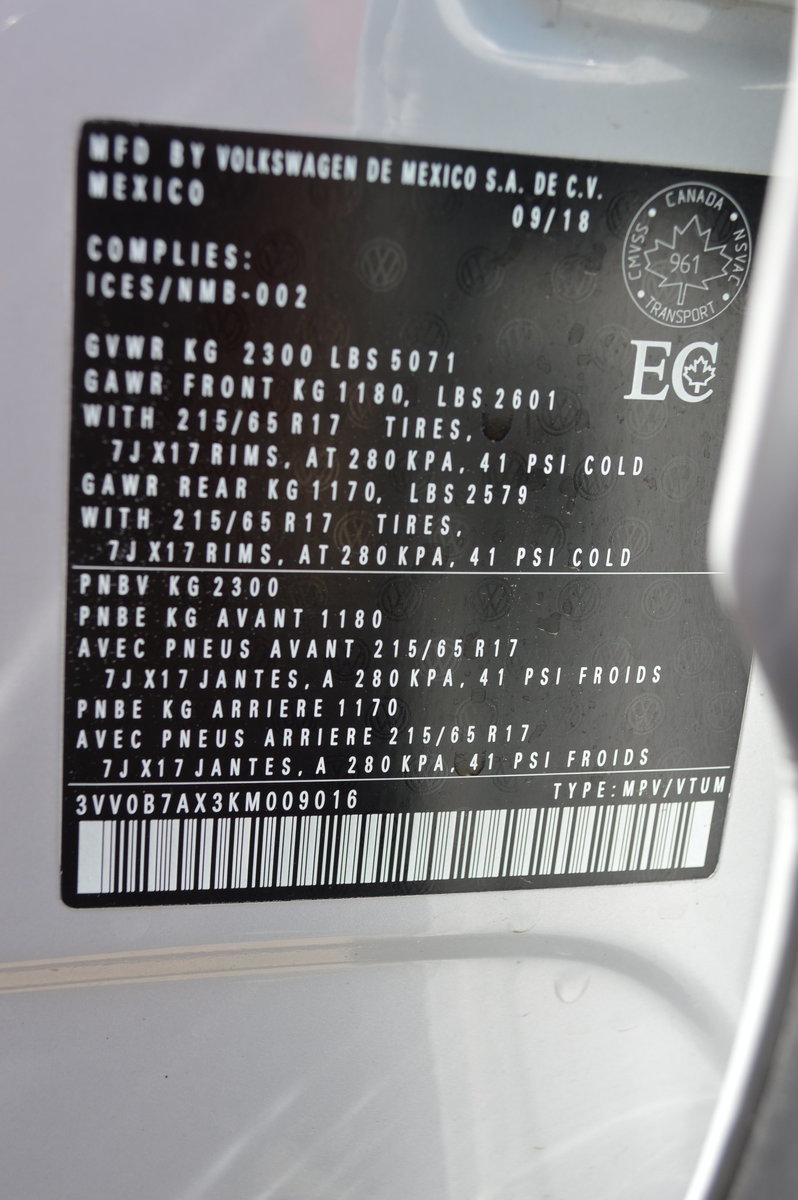 MFD BY VOLKSWAGEN DE MEXICO S.A. DE C.V.
MEXICO
09/18
CANADA
CMVSS
NSVAC
961
TRANSPORT
COMPLIES:
ICES/NMB-002
EC
GVWR KG 2300 LBS 5071
GAWR FRONT KG 1180, LBS 2601
WITH 215/65 R17 TIRES,
7J X17 RIMS, AT 280 KPA, 41 PSI COLD
GAWR REAR KG 1170, LBS 2579
WITH 215/65 R17 TIRES,
7J X17 RIMS, AT 280 KPA, 41 PSI COLD
PNBV KG 2300
PNBE KG AVANT 1180
AVEC PNEUS AVANT 215/65 R17
7J X17 JANTES, A 280 KPA, 41 PSI FROIDS
PNBE KG ARRIERE 1170
AVEC PNEUS ARRIERE 215/65 R17
7J X17 JANTES, A 280 KPA, 41 PSI FROIDS
3VV0B7AX3KM009016 TYPE: MPV/VTUM